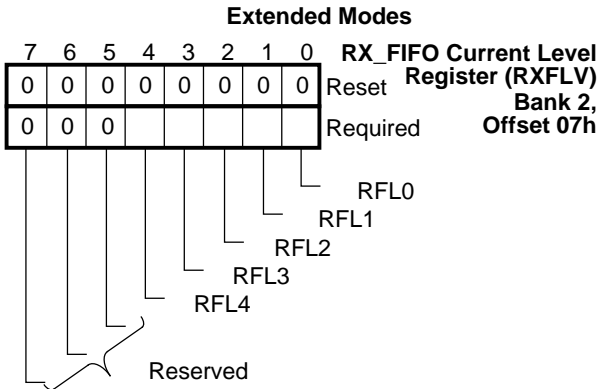 Extended Modes
7 6 5 4 3 2 1 0
RX_FIFO Current Level
Register (RXFLV)
Bank 2,
Offset 07h
0 0 0 0 0 0 0 0 Reset
0 0 0 Required
RFL0
RFL1
RFL2
RFL3
RFL4
Reserved